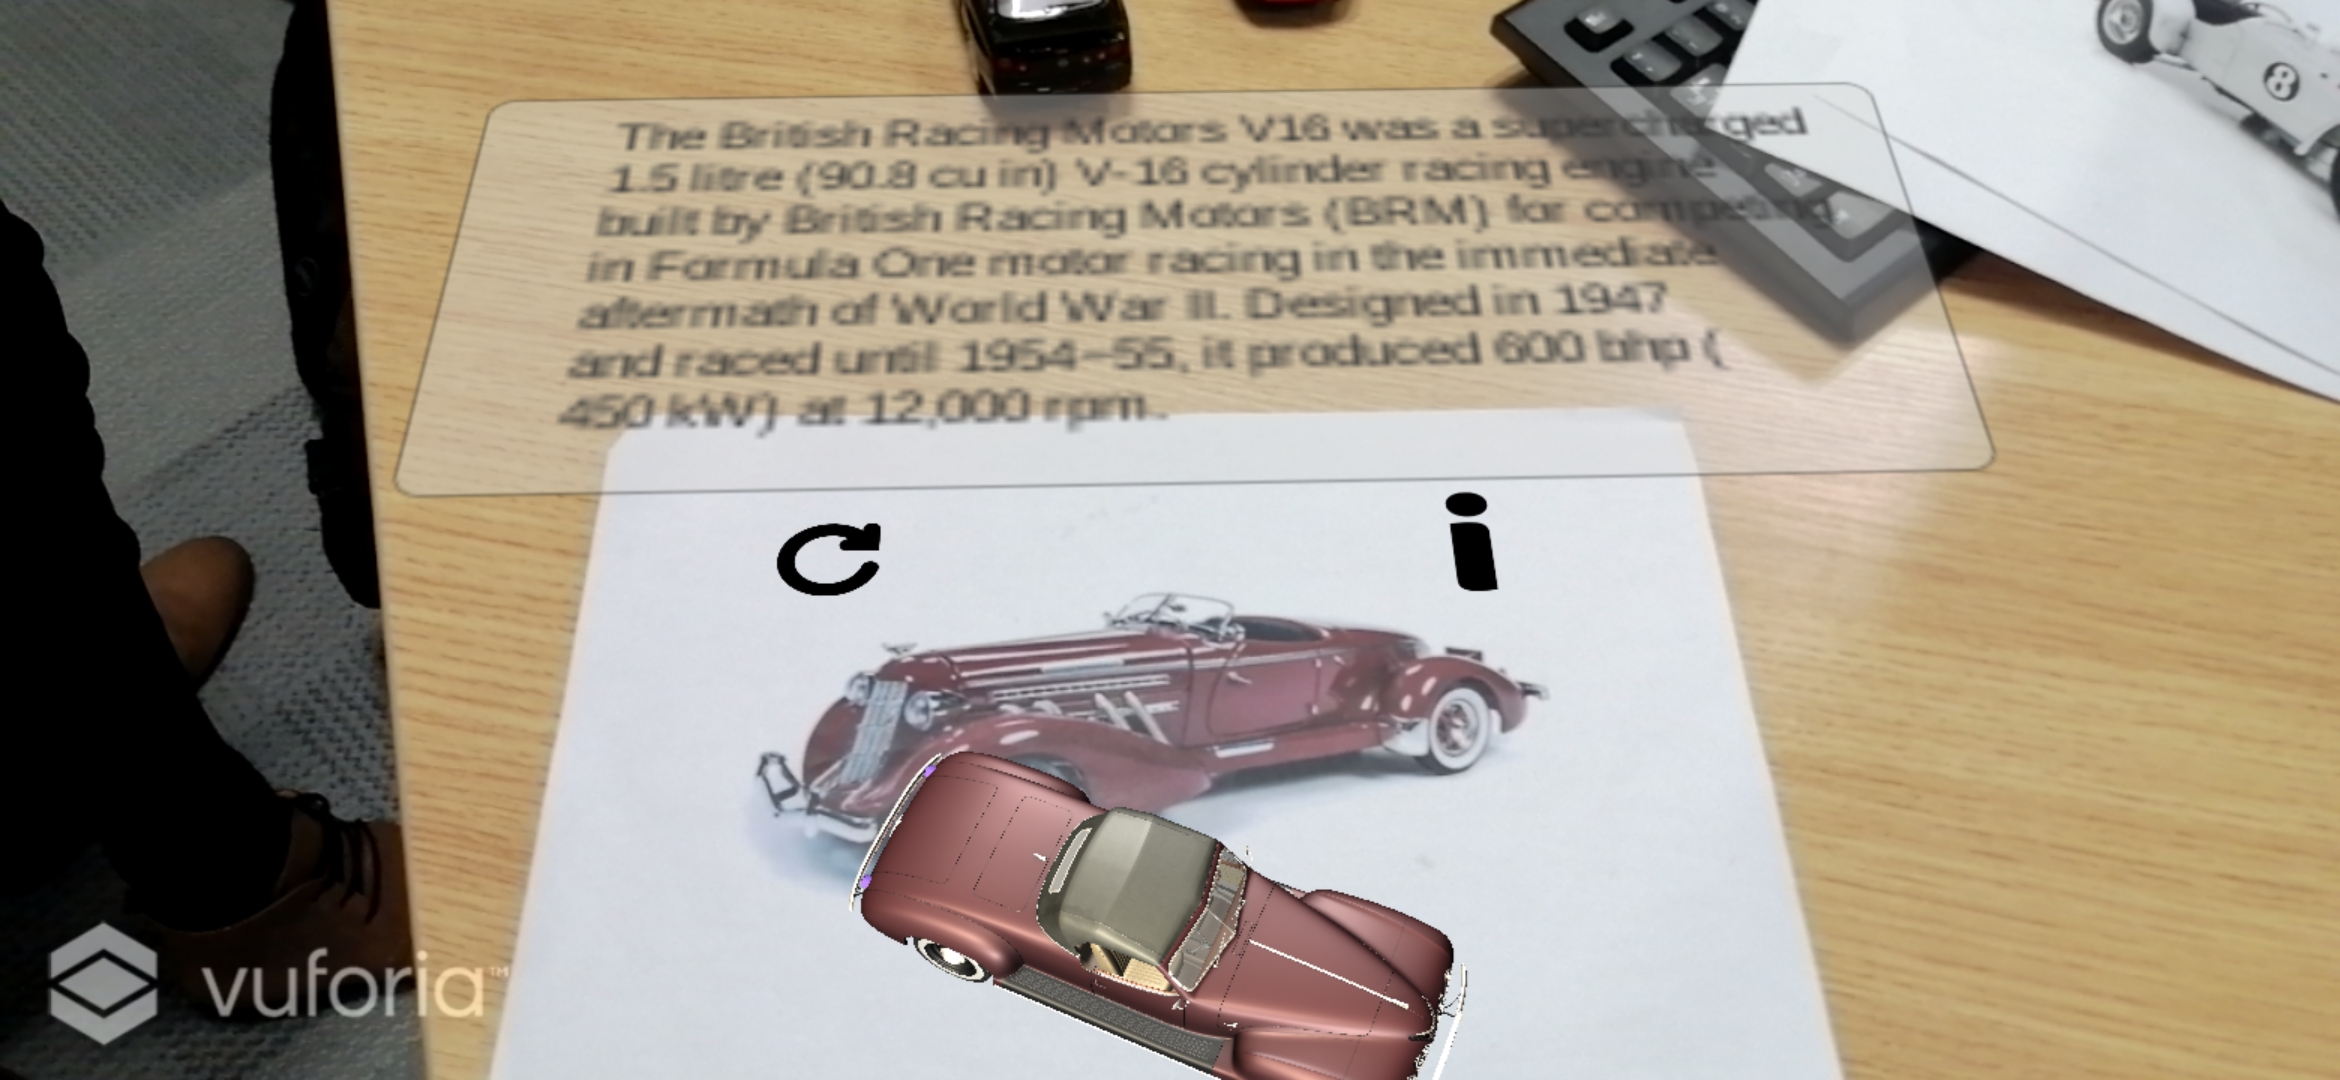 The British Racing Motors V16 was a supercharged
1.5 litre (90.8 cu in) V-16 cylinder racing engine
built by British Racing Motors (BRM) for competing
in Formula One motor racing in the immediate
aftermath of World War II. Designed in 1947
and raced until 1954–55, it produced 600 bhp (
450 kW) at 12,000 rpm.
8
i
vuforia™